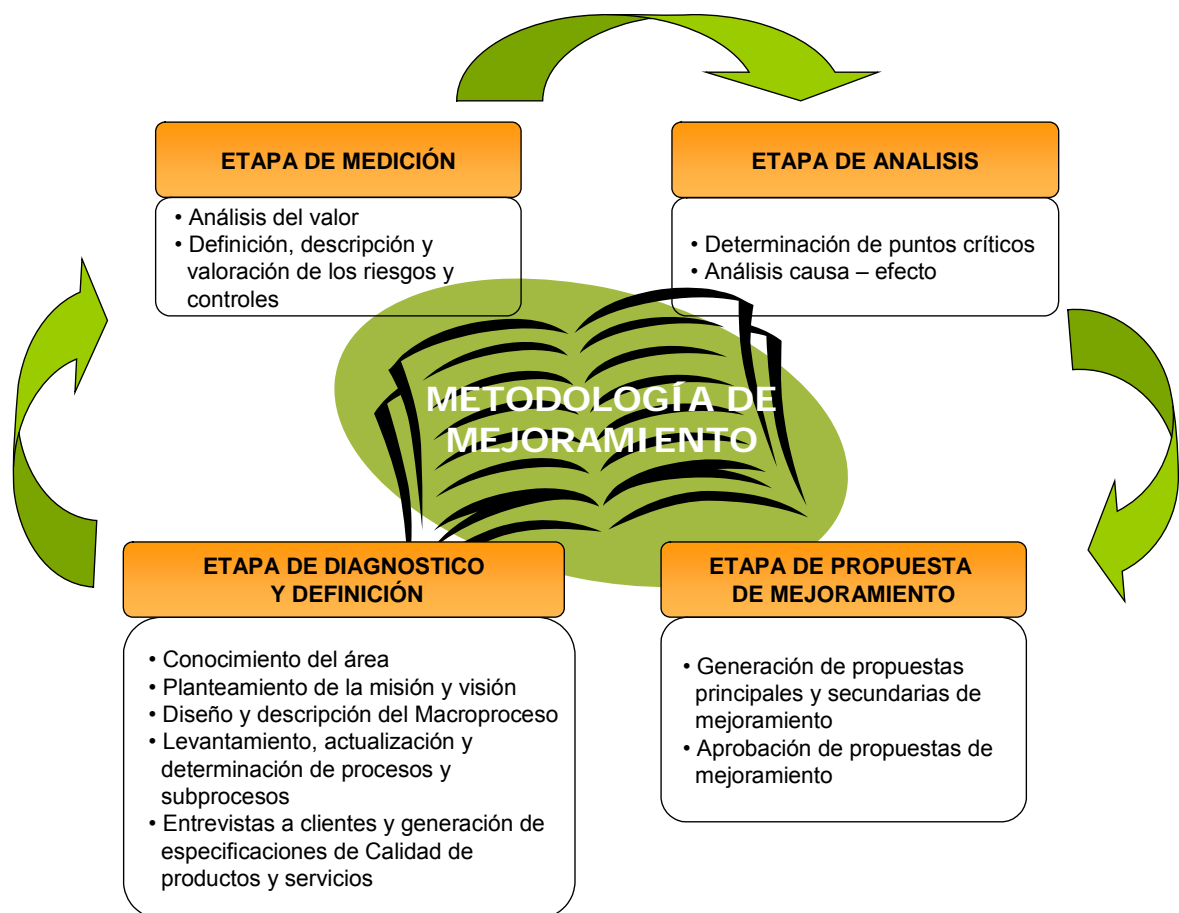 ETAPA DE MEDICIÓN
• Análisis del valor
• Definición, descripción y
valoración de los riesgos y
controles
ETAPA DE ANALISIS
• Determinación de puntos críticos
• Análisis causa – efecto
METODOLOGÍA DE
MEJORAMIENTO
ETAPA DE DIAGNOSTICO
Y DEFINICIÓN
• Conocimiento del área
• Planteamiento de la misión y visión
• Diseño y descripción del Macroproceso
• Levantamiento, actualización y
determinación de procesos y
subprocesos
• Entrevistas a clientes y generación de
especificaciones de Calidad de
productos y servicios
ETAPA DE PROPUESTA
DE MEJORAMIENTO
• Generación de propuestas
principales y secundarias de
mejoramiento
• Aprobación de propuestas de
mejoramiento